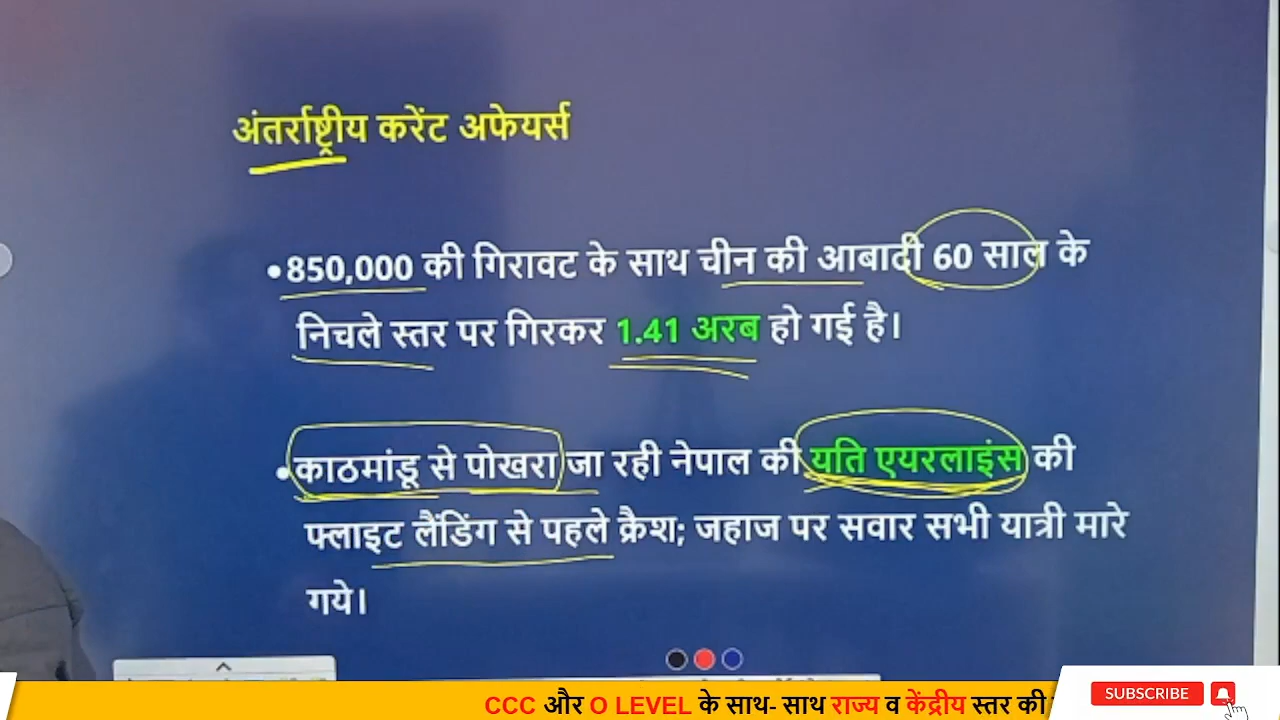 अंतर्राष्ट्रीय करेंट अफेयर्स
•850,000 की गिरावट के साथ चीन की आबादी 60 साल के
निचले स्तर पर गिरकर 1.41 अरब हो गई है।
•काठमांडू से पोखरा जा रही नेपाल की यति एयरलाइंस की
फ्लाइट लैंडिंग से पहले क्रैश; जहाज पर सवार सभी यात्री मारे
गये।
CCC और O LEVEL के साथ- साथ राज्य व केंद्रीय स्तर की
SUBSCRIBE